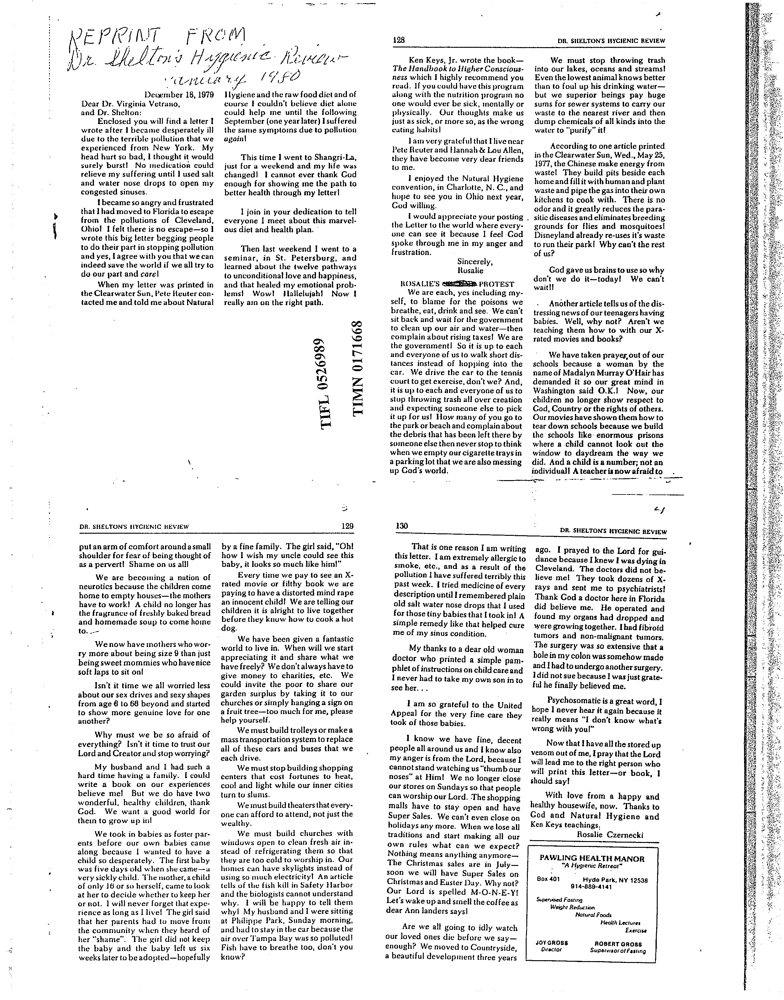 REPRINT FROM
Dr. Shelton's Hygienic Review
January 1980
December 18, 1979
Dear Dr. Virginia Vetrano,
and Dr. Shelton:
Enclosed you will find a letter I
wrote after I became desperately ill
due to the terrible pollution that we
experienced from New York. My
head hurt so bad, I thought it would
surely burst! No medication could
relieve my suffering until I used salt
and water nose drops to open my
congested sinuses.
I became so angry and frustrated
that I had moved to Florida to escape
from the pollutions of Cleveland,
Ohio! I felt there is no escape—so I
wrote this big letter begging people
to do their part in stopping pollution
and yes, I agree with you that we can
indeed save the world if we all try to
do our part and care!
When my letter was printed in
the Clearwater Sun, Pete Reuter con-
tacted me and told me about Natural
Hygiene and the raw food diet and of
course I couldn't believe diet alone
could help me until the following
September (one year later) I suffered
the same symptoms due to pollution
again!
This time I went to Shangri-La,
just for a weekend and my life was
changed! I cannot ever thank God
enough for showing me the path to
better health through my letter!
I join in your dedication to tell
everyone I meet about this marvel-
ous diet and health plan.
Then last weekend I went to a
seminar, in St. Petersburg, and
learned about the twelve pathways
to unconditional love and happiness,
and that healed my emotional prob-
lems! Wow! Hallelujah! Now I
really am on the right path.
TIFL 0526989
TIMN 0171668
128
DR. SHELTON'S HYGIENIC REVIEW
Ken Keys, Jr. wrote the book—
The Handbook to Higher Conscious-
ness which I highly recommend you
read. If you could have this program
along with the nutrition program no
one would ever be sick, mentally or
physically. Our thoughts make us
just as sick, or more so, as the wrong
eating habits!
I am very grateful that I live near
Pete Reuter and Hannah & Lou Allen,
they have become very dear friends
to me.
I enjoyed the Natural Hygiene
convention, in Charlotte, N. C., and
hope to see you in Ohio next year,
God willing.
I would appreciate your posting
the Letter to the world where every-
one can see it because I feel God
spoke through me in my anger and
frustration.
Sincerely,
Rosalie
ROSALIE'S PROTEST
We are each, yes including my-
self, to blame for the poisons we
breathe, eat, drink and see. We can't
sit back and wait for the government
to clean up our air and water—then
complain about rising taxes! We are
the government! So it is up to each
and everyone of us to walk short dis-
tances instead of hopping into the
car. We drive the car to the tennis
court to get exercise, don't we? And,
it is up to each and everyone of us to
stop throwing trash all over creation
and expecting someone else to pick
it up for us! How many of you go to
the park or beach and complain about
the debris that has been left there by
someone else then never stop to think
when we empty our cigarette trays in
a parking lot that we are also messing
up God's world.
We must stop throwing trash
into our lakes, oceans and streams!
Even the lowest animal knows better
than to foul up his drinking water—
but we superior beings pay huge
sums for sewer systems to carry our
waste to the nearest river and then
dump chemicals of all kinds into the
water to "purify" it!
According to one article printed
in the Clearwater Sun, Wed., May 25,
1977, the Chinese make energy from
waste! They build pits beside each
home and fill it with human and plant
waste and pipe the gas into their own
kitchens to cook with. There is no
odor and it greatly reduces the para-
sitic diseases and eliminates breeding
grounds for flies and mosquitoes!
Disneyland already re-uses it's waste
to run their park! Why can't the rest
of us?
God gave us brains to use so why
don't we do it—today! We can't
wait!!
Another article tells us of the dis-
tressing news of our teenagers having
babies. Well, why not? Aren't we
teaching them how to with our X-
rated movies and books?
We have taken prayer out of our
schools because a woman by the
name of Madalyn Murray O'Hair has
demanded it so our great mind in
Washington said O.K.! Now, our
children no longer show respect to
God, Country or the rights of others.
Our movies have shown them how to
tear down schools because we build
the schools like enormous prisons
where a child cannot look out the
window to daydream the way we
did. And a child is a number; not an
individual! A teacher is now afraid to
DR. SHELTON'S HYGIENIC REVIEW
129
put an arm of comfort around a small
shoulder for fear of being thought of
as a pervert! Shame on us all!
We are becoming a nation of
neurotics because the children come
home to empty houses—the mothers
have to work! A child no longer has
the fragrance of freshly baked bread
and homemade soup to come home
to.
We now have mothers who wor-
ry more about being size 9 than just
being sweet mommies who have nice
soft laps to sit on!
Isn't it time we all worried less
about our sex drives and sexy shapes
from age 6 to 66 beyond and started
to show more genuine love for one
another?
Why must we be so afraid of
everything? Isn't it time to trust our
Lord and Creator and stop worrying?
My husband and I had such a
hard time having a family. I could
write a book on our experiences
believe me! But we do have two
wonderful, healthy children, thank
God. We want a good world for
them to grow up in!
We took in babies as foster par-
ents before our own babies came
along because I wanted to have a
child so desperately. The first baby
was five days old when she came—a
very sickly child. The mother, a child
of only 16 or so herself, came to look
at her to decide whether to keep her
or not. I will never forget that expe-
rience as long as I live! The girl said
that her parents had to move from
the community when they heard of
her "shame". The girl did not keep
the baby and the baby left us six
weeks later to be adopted—hopefully
by a fine family. The girl said, "Oh!
how I wish my uncle could see this
baby, it looks so much like him!"
Every time we pay to see an X-
rated movie or filthy book we are
paying to have a distorted mind rape
an innocent child! We are telling our
children it is alright to live together
before they know how to cook a hot
dog.
We have been given a fantastic
world to live in. When will we start
appreciating it and share what we
have freely? We don't always have to
give money to charities, etc. We
could invite the poor to share our
garden surplus by taking it to our
churches or simply hanging a sign on
a fruit tree—too much for me, please
help yourself.
We must build trolleys or make a
mass transportation system to replace
all of these cars and buses that we
each drive.
We must stop building shopping
centers that cost fortunes to heat,
cool and light while our inner cities
turn to slums.
We must build theaters that every-
one can afford to attend, not just the
wealthy.
We must build churches with
windows open to clean fresh air in-
stead of refrigerating them so that
they are too cold to worship in. Our
homes can have skylights instead of
using so much electricity! An article
tells of the fish kill in Safety Harbor
and the biologists cannot understand
why. I will be happy to tell them
why! My husband and I were sitting
at Philippe Park, Sunday morning,
and had to stay in the car because the
air over Tampa Bay was so polluted!
Fish have to breathe too, don't you
know?
130
DR. SHELTON'S HYGIENIC REVIEW
That is one reason I am writing
this letter. I am extremely allergic to
smoke, etc., and as a result of the
pollution I have suffered terribly this
past week. I tried medicine of every
description until I remembered plain
old salt water nose drops that I used
for those tiny babies that I took in! A
simple remedy like that helped cure
me of my sinus condition.
My thanks to a dear old woman
doctor who printed a simple pam-
phlet of instructions on child care and
I never had to take my own son in to
see her. . .
I am so grateful to the United
Appeal for the very fine care they
took of those babies.
I know we have fine, decent
people all around us and I know also
my anger is from the Lord, because I
cannot stand watching us "thumb our
noses" at Him! We no longer close
our stores on Sundays so that people
can worship our Lord. The shopping
malls have to stay open and have
Super Sales. We can't even close on
holidays any more. When we lose all
traditions and start making all our
own rules what can we expect?
Nothing means anything anymore—
The Christmas sales are in July—
soon we will have Super Sales on
Christmas and Easter Day. Why not?
Our Lord is spelled M-O-N-E-Y!
Let's wake up and smell the coffee as
dear Ann landers says!
Are we all going to idly watch
our loved ones die before we say—
enough? We moved to Countryside,
a beautiful development three years
ago. I prayed to the Lord for gui-
dance because I knew I was dying in
Cleveland. The doctors did not be-
lieve me! They took dozens of X-
rays and sent me to psychiatrists!
Thank God a doctor here in Florida
did believe me. He operated and
found my organs had dropped and
were growing together. I had fibroid
tumors and non-malignant tumors.
The surgery was so extensive that a
hole in my colon was somehow made
and I had to undergo another surgery.
I did not sue because I was just grate-
ful he finally believed me.
Psychosomatic is a great word, I
hope I never hear it again because it
really means "I don't know what's
wrong with you!"
Now that I have all the stored up
venom out of me, I pray that the Lord
will lead me to the right person who
will print this letter—or book, I
should say!
With love from a happy and
healthy housewife, now. Thanks to
God and Natural Hygiene and
Ken Keys teachings.
Rosalie Czernecki
PAWLING HEALTH MANOR
"A Hygienic Retreat"
Box 401 Hyde Park, NY 12538
914-889-4141
Supervised Fasting
Weight Reduction
Natural Foods
Health Lectures
Exercise
JOY GROSS ROBERT GROSS
Director Supervisor of Fasting